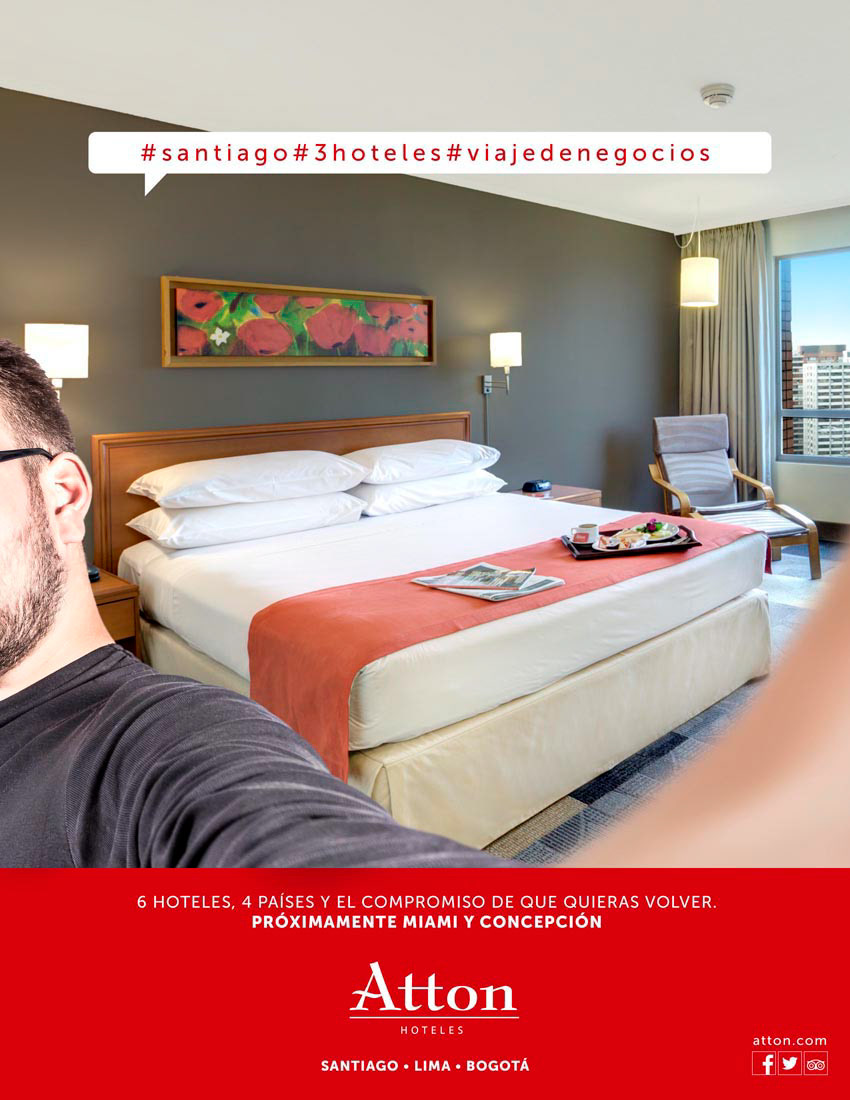 #santiago#3hoteles#viajedenegocios
6 HOTELES, 4 PAÍSES Y EL COMPROMISO DE QUE QUIERAS VOLVER.
PRÓXIMAMENTE MIAMI Y CONCEPCIÓN
Atton
HOTELES
atton.com
SANTIAGO • LIMA • BOGOTÁ